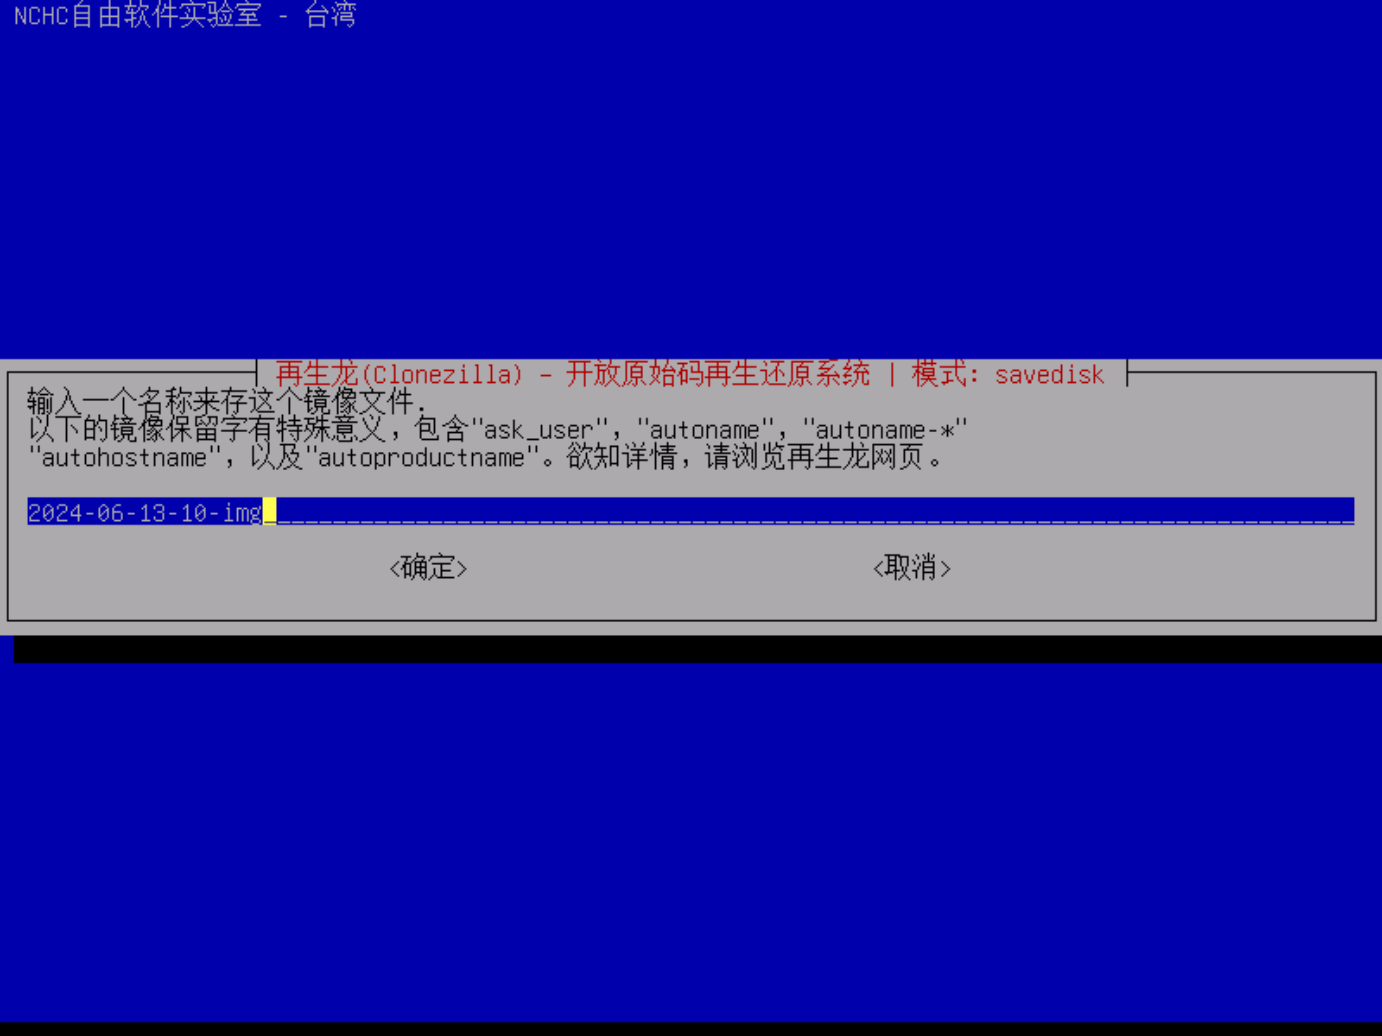 NCHC自由软件实验室 - 台湾
再生龙(Clonezilla) - 开放原始码再生还原系统 | 模式: savedisk
输入一个名称来存这个镜像文件.
以下的镜像保留字有特殊意义，包含"ask_user", "autoname", "autoname-*"
"autohostname", 以及"autoproductname"。欲知详情，请浏览再生龙网页。
2024-06-13-10-img
<确定> <取消>